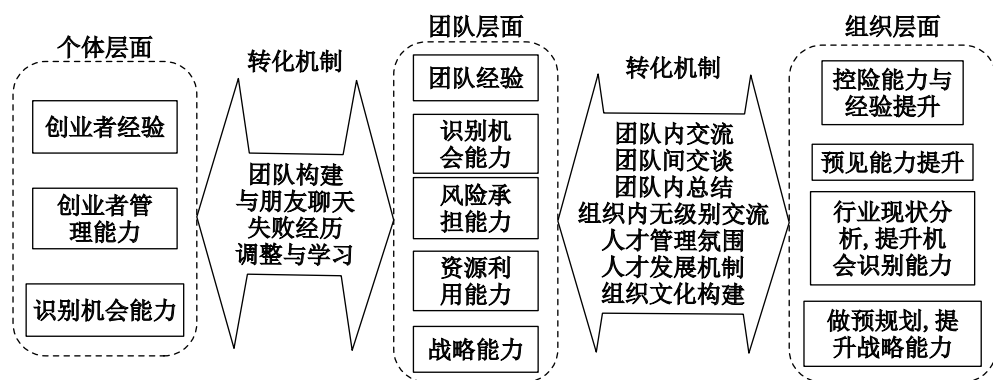 个体层面
创业者经验
创业者管
理能力
识别机会能力
转化机制
团队构建
与朋友聊天
失败经历
调整与学习
团队层面
团队经验
识别机
会能力
风险承
担能力
资源利
用能力
战略能力
转化机制
团队内交流
团队间交谈
团队内总结
组织内无级别交流
人才管理氛围
人才发展机制
组织文化构建
组织层面
控险能力与
经验提升
预见能力提升
行业现状分
析,提升机
会识别能力
做预规划,提
升战略能力